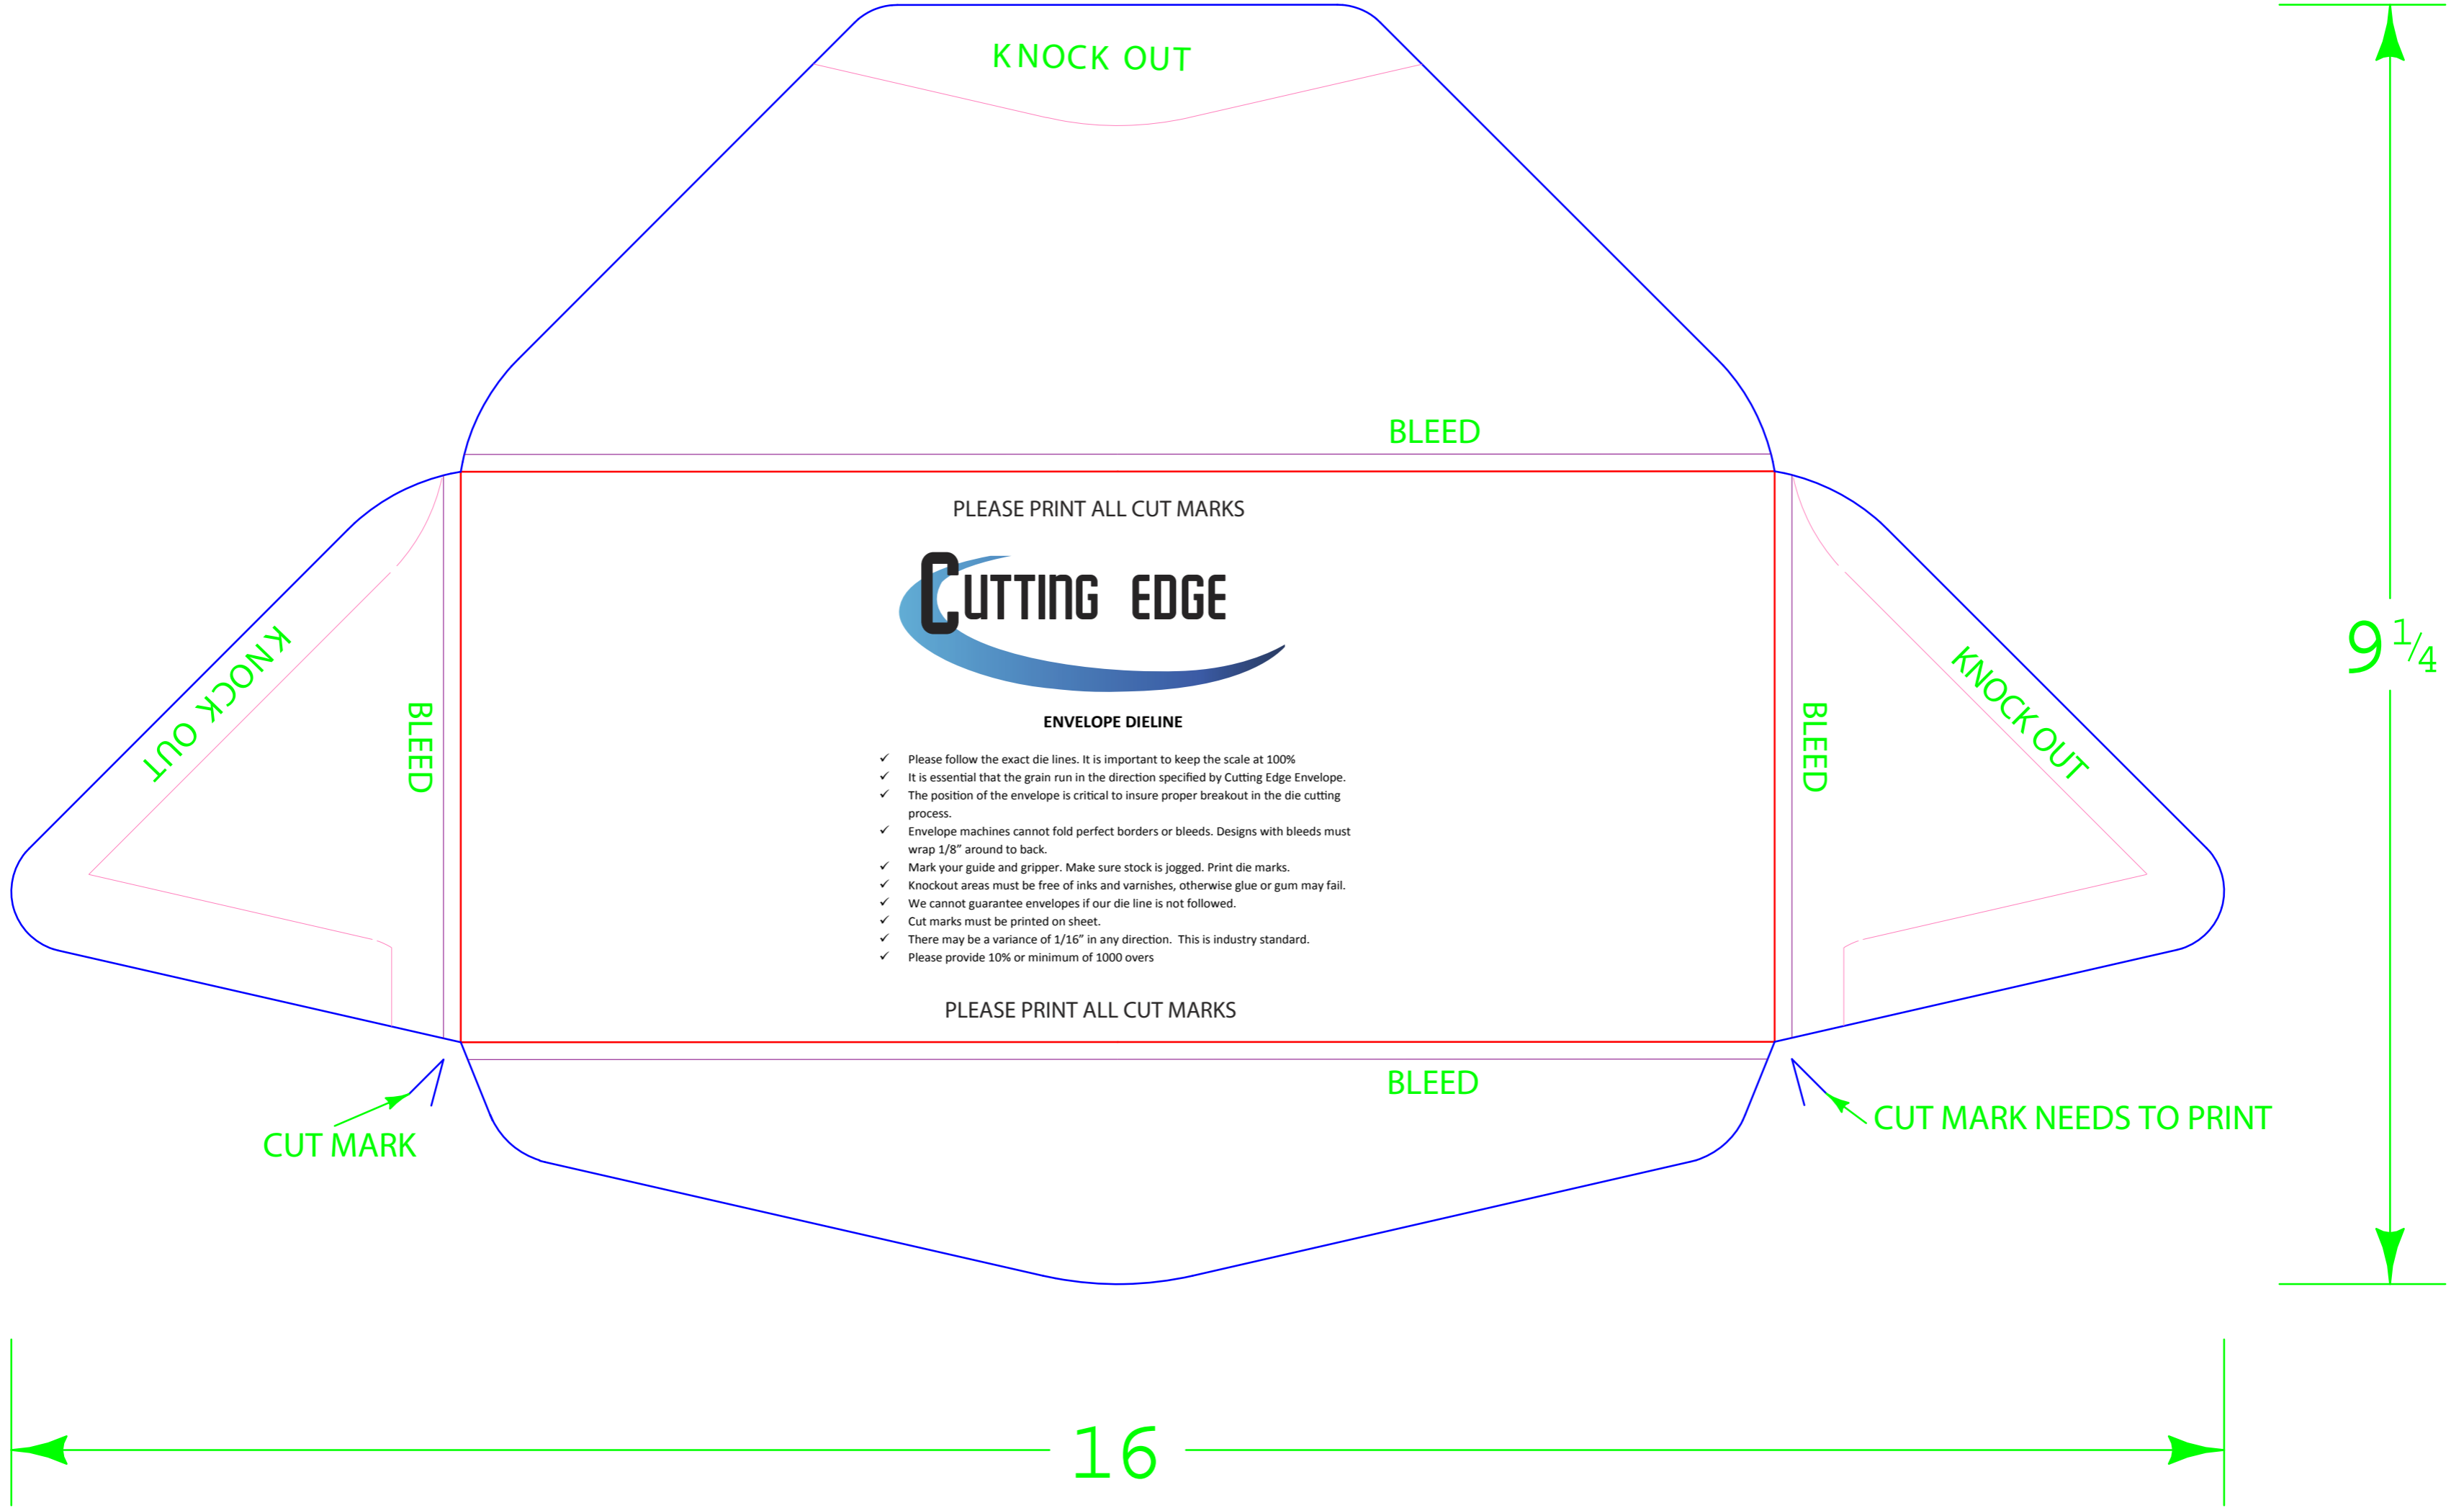 KNOCK OUT
BLEED
PLEASE PRINT ALL CUT MARKS
CUTTING EDGE
9 1/4
KNOCK OUT
KNOCK OUT
BLEED
BLEED
ENVELOPE DIELINE
✓ Please follow the exact die lines. It is important to keep the scale at 100%
✓ It is essential that the grain run in the direction specified by Cutting Edge Envelope.
✓ The position of the envelope is critical to insure proper breakout in the die cutting
process.
✓ Envelope machines cannot fold perfect borders or bleeds. Designs with bleeds must
wrap 1/8” around to back.
✓ Mark your guide and gripper. Make sure stock is jogged. Print die marks.
✓ Knockout areas must be free of inks and varnishes, otherwise glue or gum may fail.
✓ We cannot guarantee envelopes if our die line is not followed.
✓ Cut marks must be printed on sheet.
✓ There may be a variance of 1/16” in any direction. This is industry standard.
✓ Please provide 10% or minimum of 1000 overs
PLEASE PRINT ALL CUT MARKS
BLEED
CUT MARK
CUT MARK NEEDS TO PRINT
16